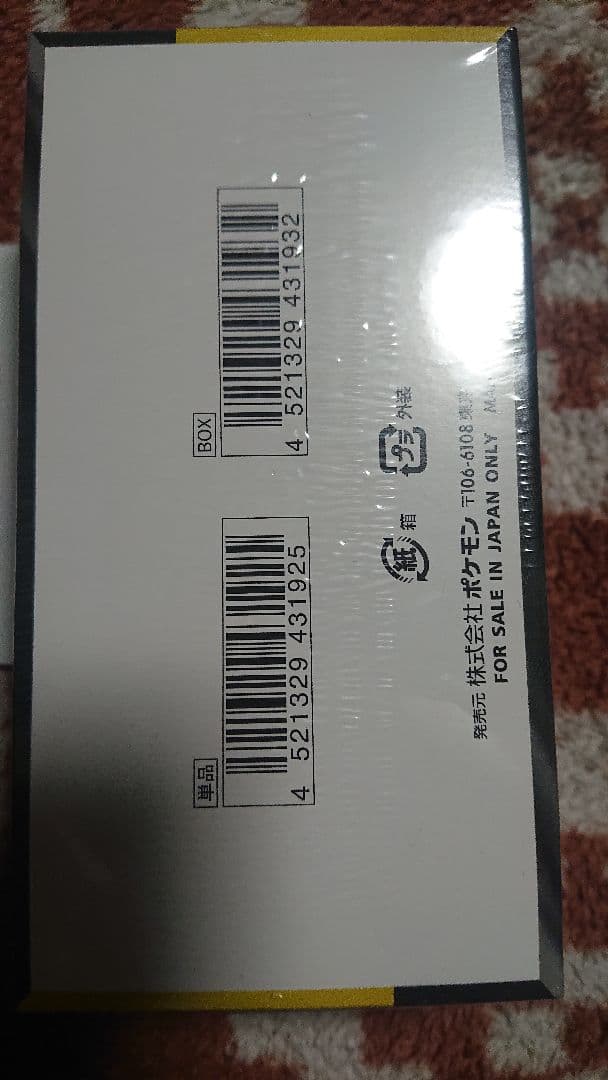 単品
4 521329 431925
BOX
4 521329 431932
紙 箱
プラ 外装
発売元 株式会社 ポケモン 〒106-6108
FOR SALE IN JAPAN ONLY